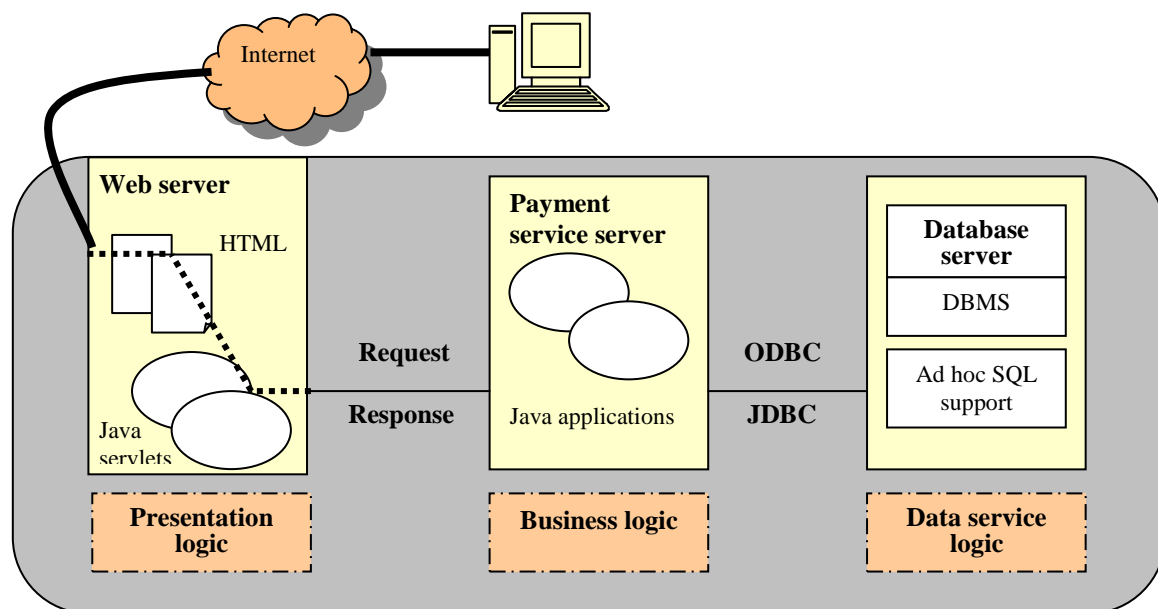 Internet
Web server
HTML
Java
servlets
Request
Response
Payment
service server
Java applications
ODBC
JDBC
Database
server
DBMS
Ad hoc SQL
support
Presentation
logic
Business logic
Data service
logic